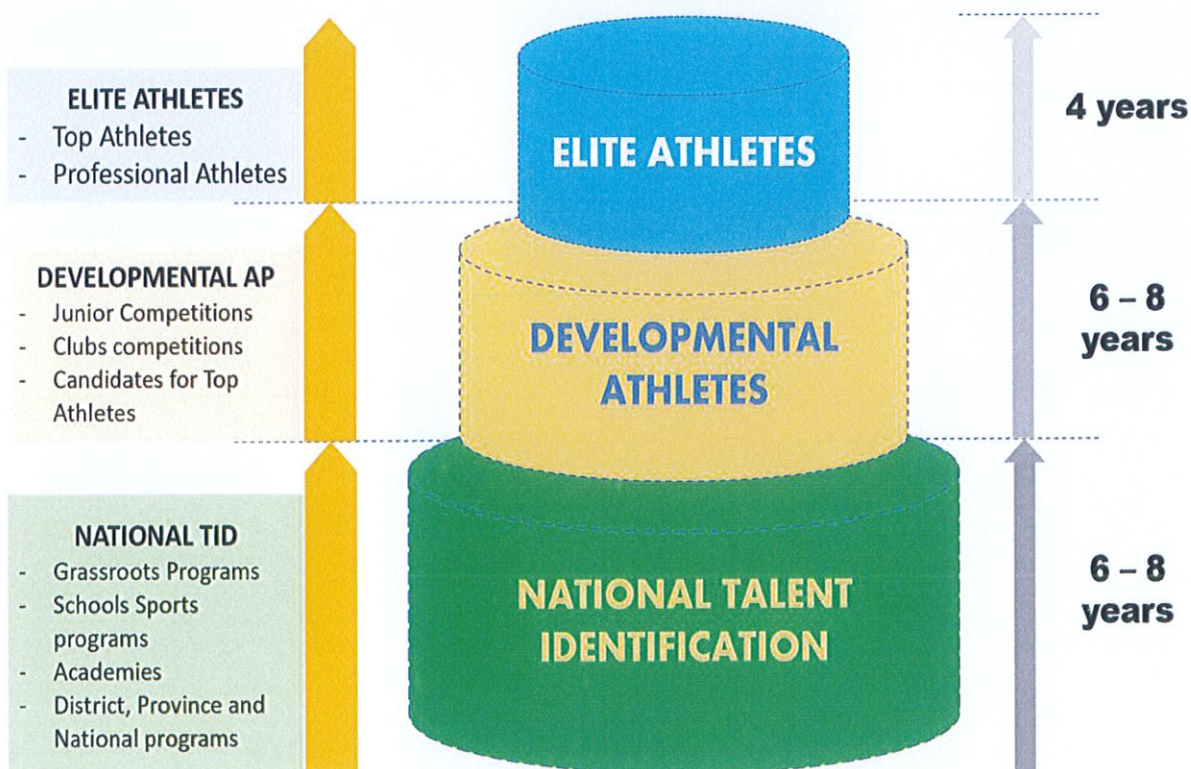 ELITE ATHLETES
- Top Athletes
- Professional Athletes
DEVELOPMENTAL AP
- Junior Competitions
- Clubs competitions
- Candidates for Top
Athletes
NATIONAL TID
- Grassroots Programs
- Schools Sports
programs
- Academies
- District, Province and
National programs
ELITE ATHLETES
DEVELOPMENTAL
ATHLETES
NATIONAL TALENT
IDENTIFICATION
4 years
6 – 8
years
6 – 8
years